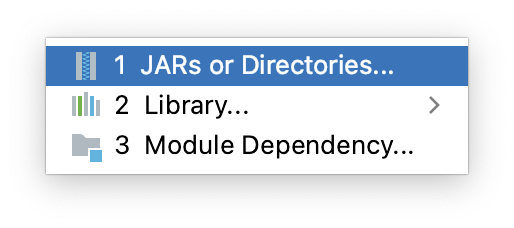 1 JARs or Directories...
2 Library...
3 Module Dependency...